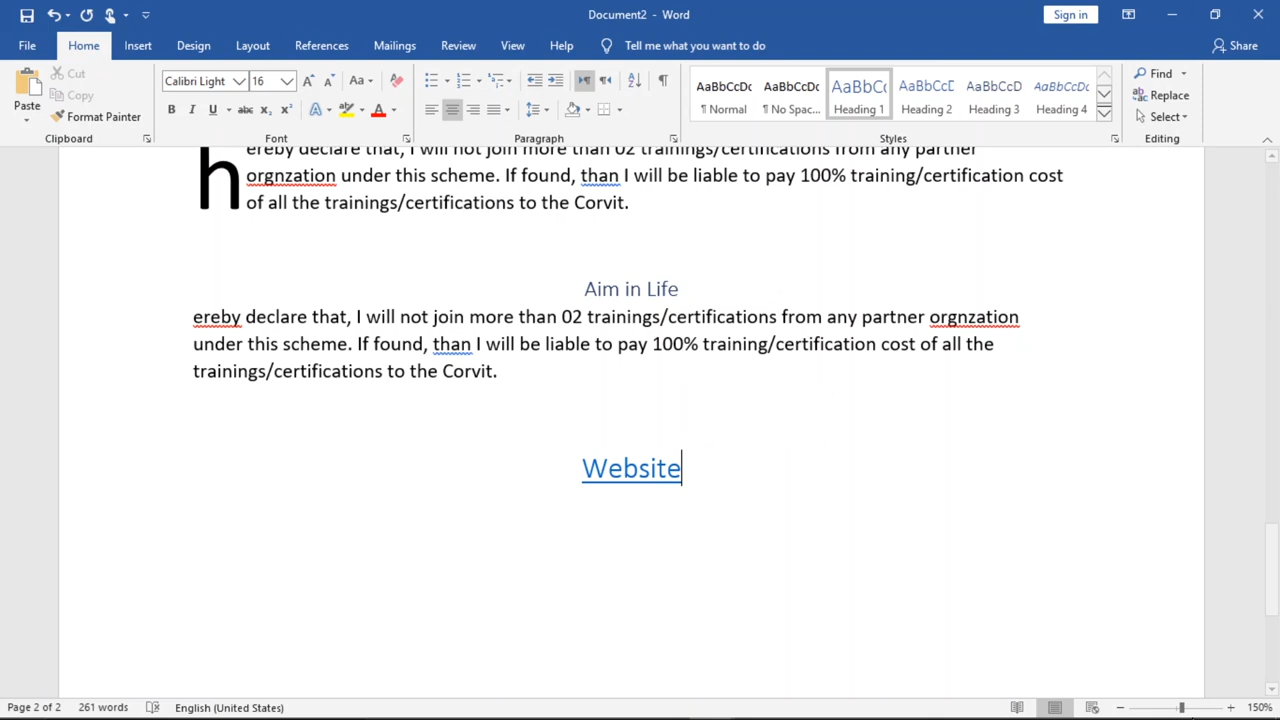 Document2 - Word
Sign in
File Home Insert Design Layout References Mailings Review View Help Tell me what you want to do Share
Paste
Cut
Copy
Format Painter
Clipboard
Calibri Light 16
Aa
B I U abc x₂ x² A ab A
Font
Paragraph
AaBbCcDc
¶ Normal
AaBbCcDc
¶ No Spac...
AaBbCc
Heading 1
AaBbCcD
Heading 2
AaBbCcD
Heading 3
AaBbCcDc
Heading 4
Styles
Find
Replace
Select
Editing
hereby declare that, I will not join more than 02 trainings/certifications from any partner
orgnzation under this scheme. If found, than I will be liable to pay 100% training/certification cost
of all the trainings/certifications to the Corvit.
Aim in Life
ereby declare that, I will not join more than 02 trainings/certifications from any partner orgnzation
under this scheme. If found, than I will be liable to pay 100% training/certification cost of all the
trainings/certifications to the Corvit.
Website
Page 2 of 2 261 words English (United States) 150%